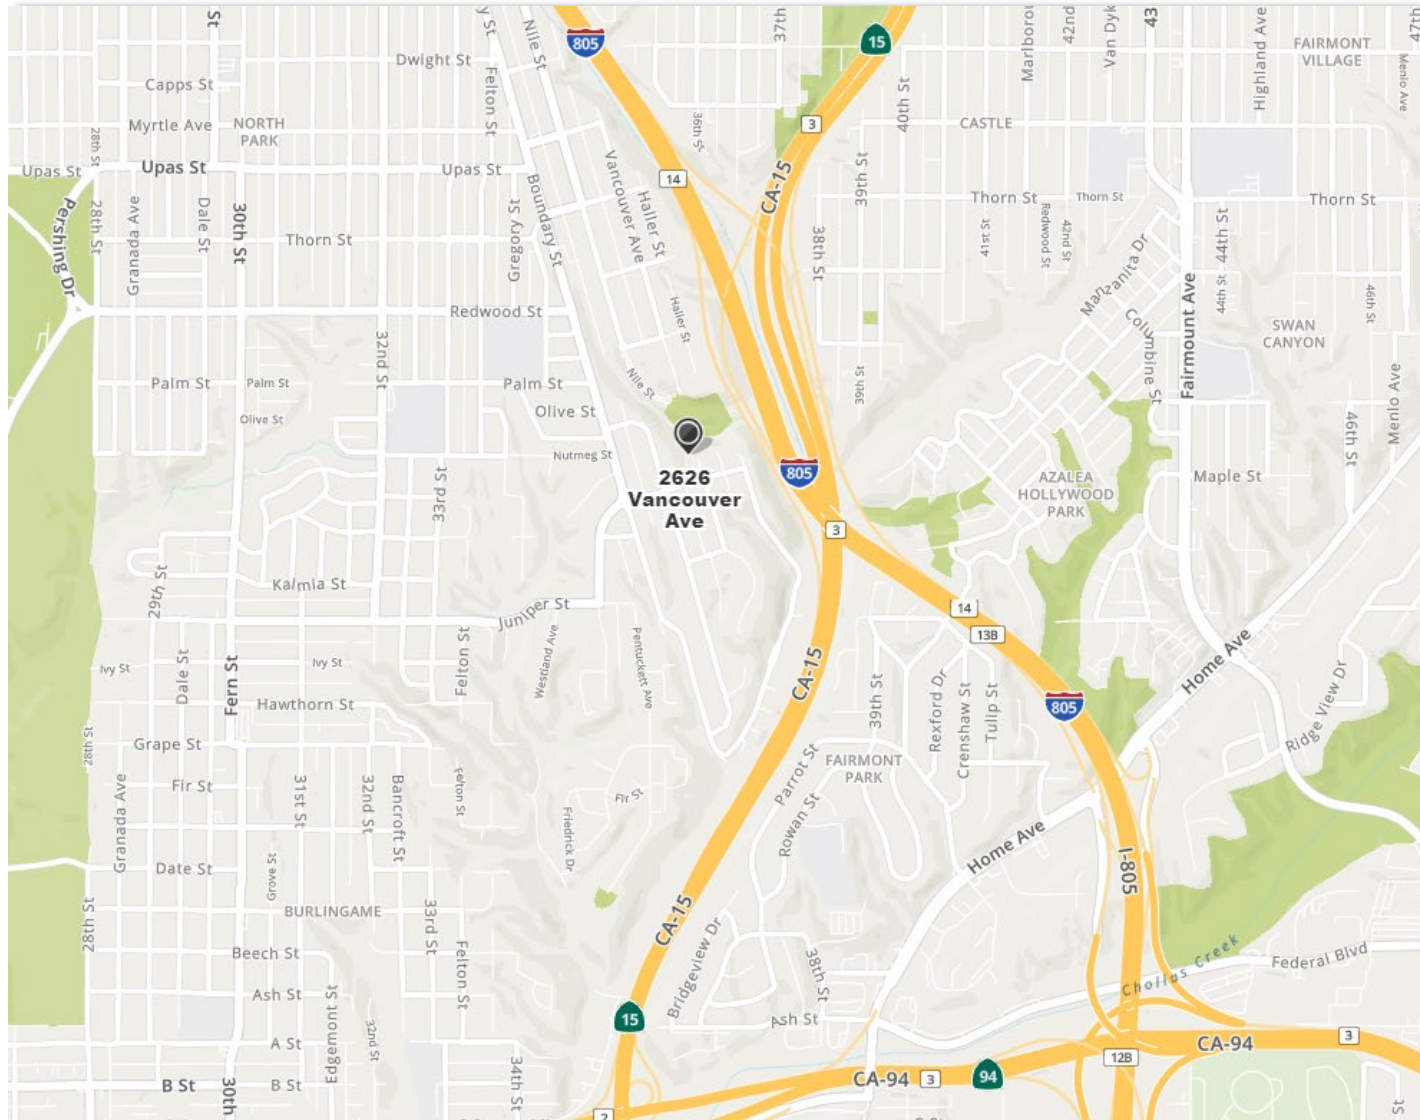 St
y St
Nile St
805
37th
15
Marlborou
42nd
Van Dyk
43
Highland Ave
47th
FAIRMONT
VILLAGE
Menlo Ave
Dwight St
Capps St
Felton St
40th St
Myrtle Ave
NORTH
PARK
36th St
3
CASTLE
28th St
Upas St
Upas St
Upas St
14
CA-15
39th St
Thorn St
Thorn St
Thorn St
Pershing Dr
28th St
Granada Ave
Dale St
30th St
Thorn St
Gregory St
Boundary St
Vancouver Ave
Haller St
38th St
41st St
Redwood St
42nd St
Manzanita Dr
44th St
44th St
Fairmount Ave
46th St
Redwood St
Haller St
Columbine St
SWAN
CANYON
32nd St
Palm St
Palm St
Palm St
Nile St
39th St
Menlo Ave
Olive St
Olive St
46th St
Nutmeg St
2626
Vancouver
Ave
805
33rd St
AZALEA
HOLLYWOOD
PARK
Maple St
3
29th St
Kalmia St
Juniper St
14
13B
Ivy St
Dale St
Fern St
Ivy St
Felton St
Westland Ave
Pentuckett Ave
CA-15
Home Ave
Hawthorn St
39th St
Rexford Dr
Crenshaw St
Tulip St
805
Ridge View Dr
28th St
Grape St
Parrot St
FAIRMONT
PARK
Granada Ave
Fir St
31st St
32nd St
Bancroft St
Felton St
Fir St
Friedrick Dr
Rowan St
Home Ave
I-805
Date St
Grove St
28th St
BURLINGAME
33rd St
CA-15
Bridgeview Dr
Beech St
Felton St
38th St
Chollas Creek
Federal Blvd
Ash St
Edgemont St
15
Ash St
32nd St
A St
CA-94
3
12B
B St
30th
B St
34th St
CA-94
3
94
2
St